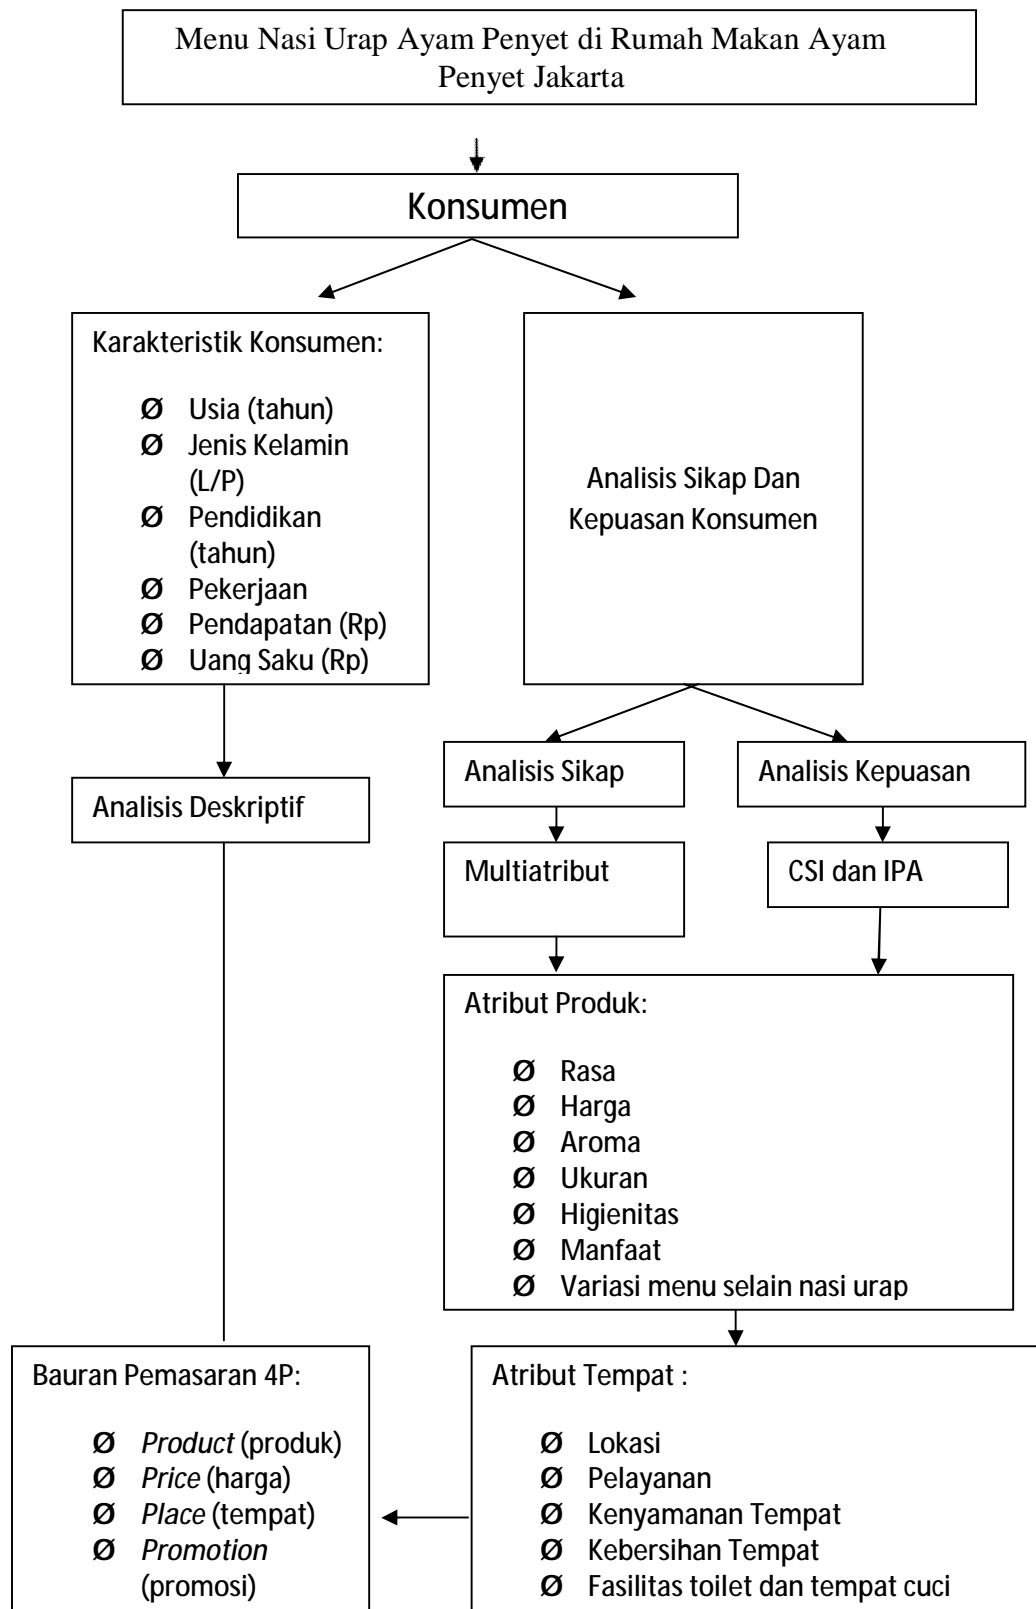 Menu Nasi Urap Ayam Penyet di Rumah Makan Ayam
Penyet Jakarta
Konsumen
Karakteristik Konsumen:
Ø Usia (tahun)
Ø Jenis Kelamin
(L/P)
Ø Pendidikan
(tahun)
Ø Pekerjaan
Ø Pendapatan (Rp)
Ø Uang Saku (Rp)
Analisis Sikap Dan
Kepuasan Konsumen
Analisis Sikap
Analisis Kepuasan
Analisis Deskriptif
Multiatribut
CSI dan IPA
Atribut Produk:
Ø Rasa
Ø Harga
Ø Aroma
Ø Ukuran
Ø Higienitas
Ø Manfaat
Ø Variasi menu selain nasi urap
Bauran Pemasaran 4P:
Ø Product (produk)
Ø Price (harga)
Ø Place (tempat)
Ø Promotion
(promosi)
Atribut Tempat :
Ø Lokasi
Ø Pelayanan
Ø Kenyamanan Tempat
Ø Kebersihan Tempat
Ø Fasilitas toilet dan tempat cuci